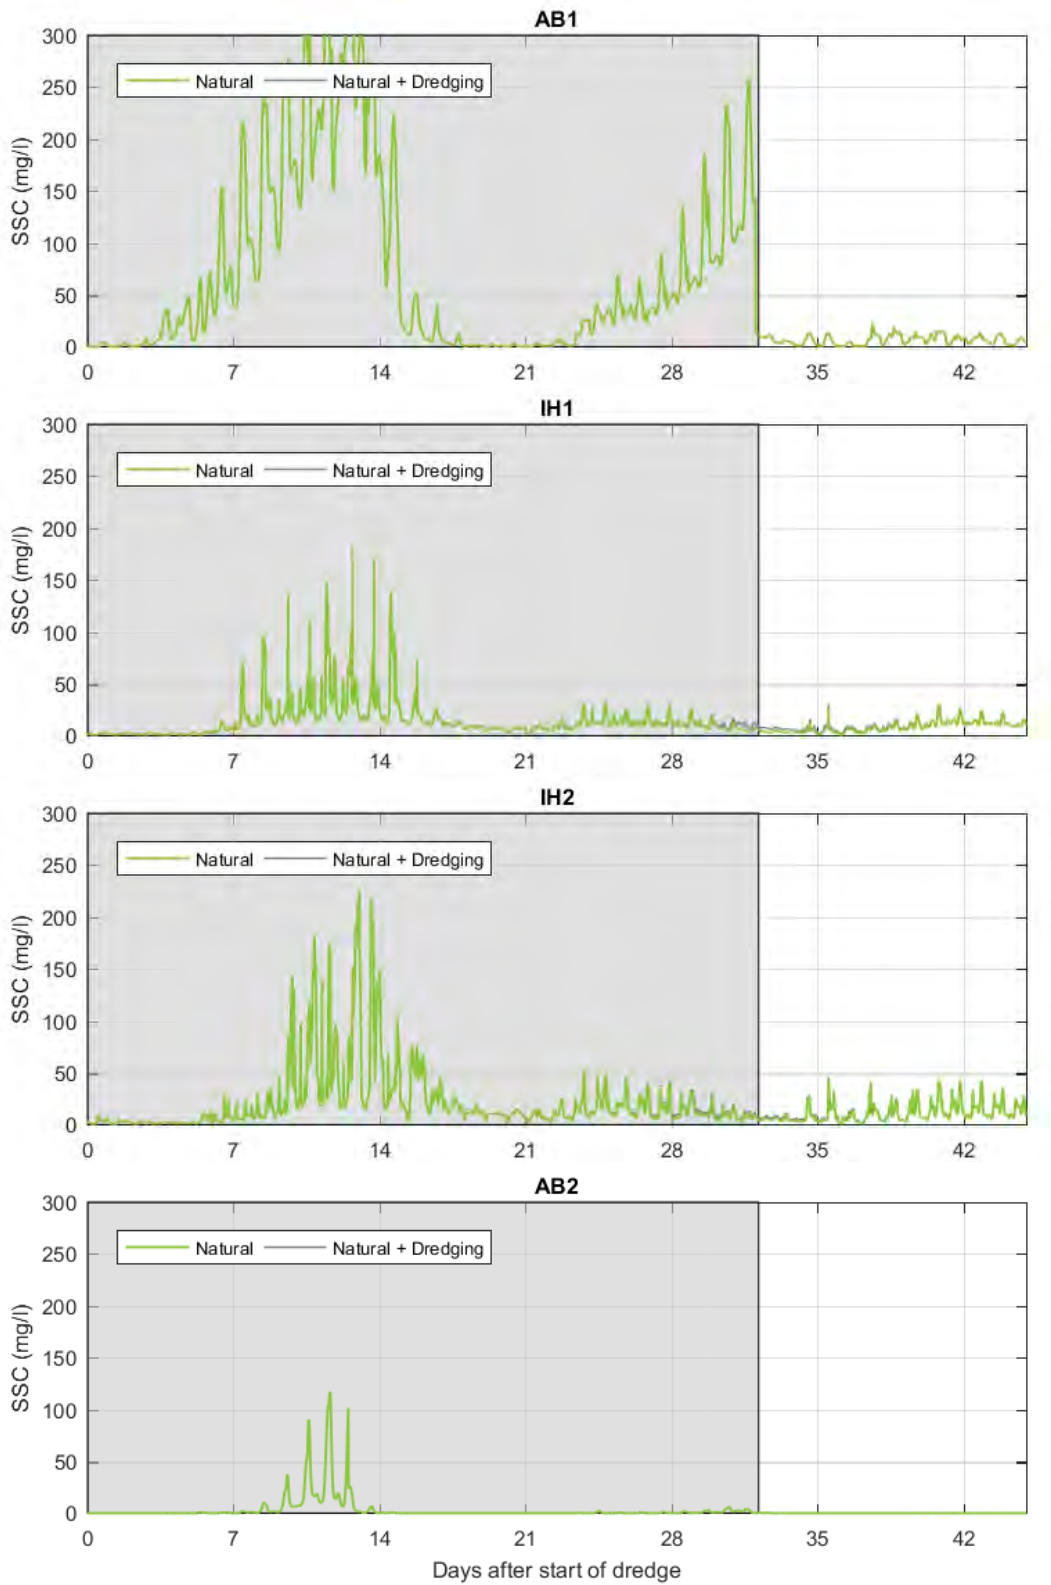 AB1
300
250
200
150
100
50
0
SSC (mg/l)
Natural Natural + Dredging
0 7 14 21 28 35 42
IH1
300
250
200
150
100
50
0
SSC (mg/l)
Natural Natural + Dredging
0 7 14 21 28 35 42
IH2
300
250
200
150
100
50
0
SSC (mg/l)
Natural Natural + Dredging
0 7 14 21 28 35 42
AB2
300
250
200
150
100
50
0
SSC (mg/l)
Natural Natural + Dredging
0 7 14 21 28 35 42
Days after start of dredge